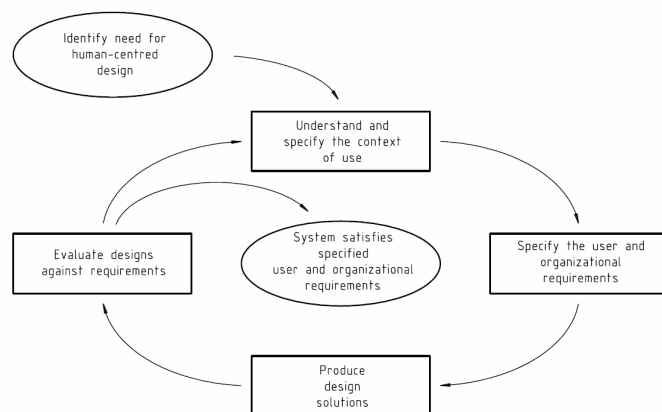 Identify need for
human-centred
design
Understand and
specify the context
of use
Evaluate designs
against requirements
System satisfies
specified
user and organizational
requirements
Specify the user and
organizational
requirements
Produce
design
solutions